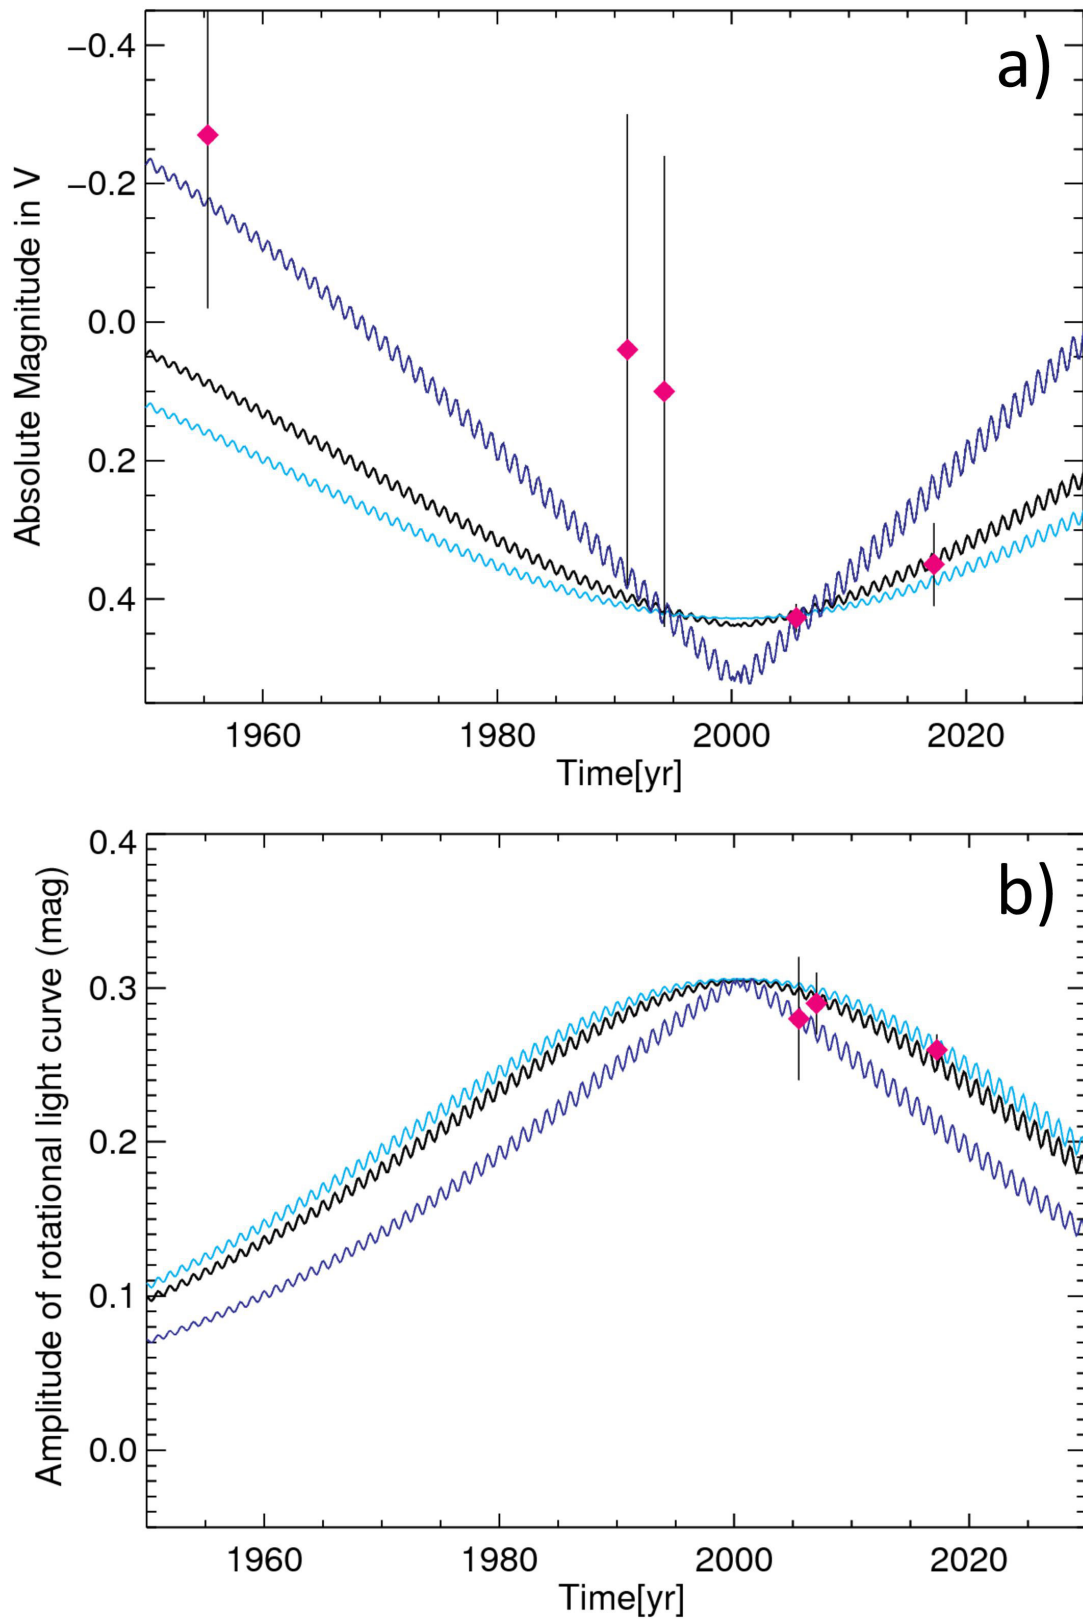 a)
−0.4
−0.2
0.0
0.2
0.4
Absolute Magnitude in V
1960 1980 2000 2020
Time[yr]
b)
0.4
0.3
0.2
0.1
0.0
Amplitude of rotational light curve (mag)
1960 1980 2000 2020
Time[yr]